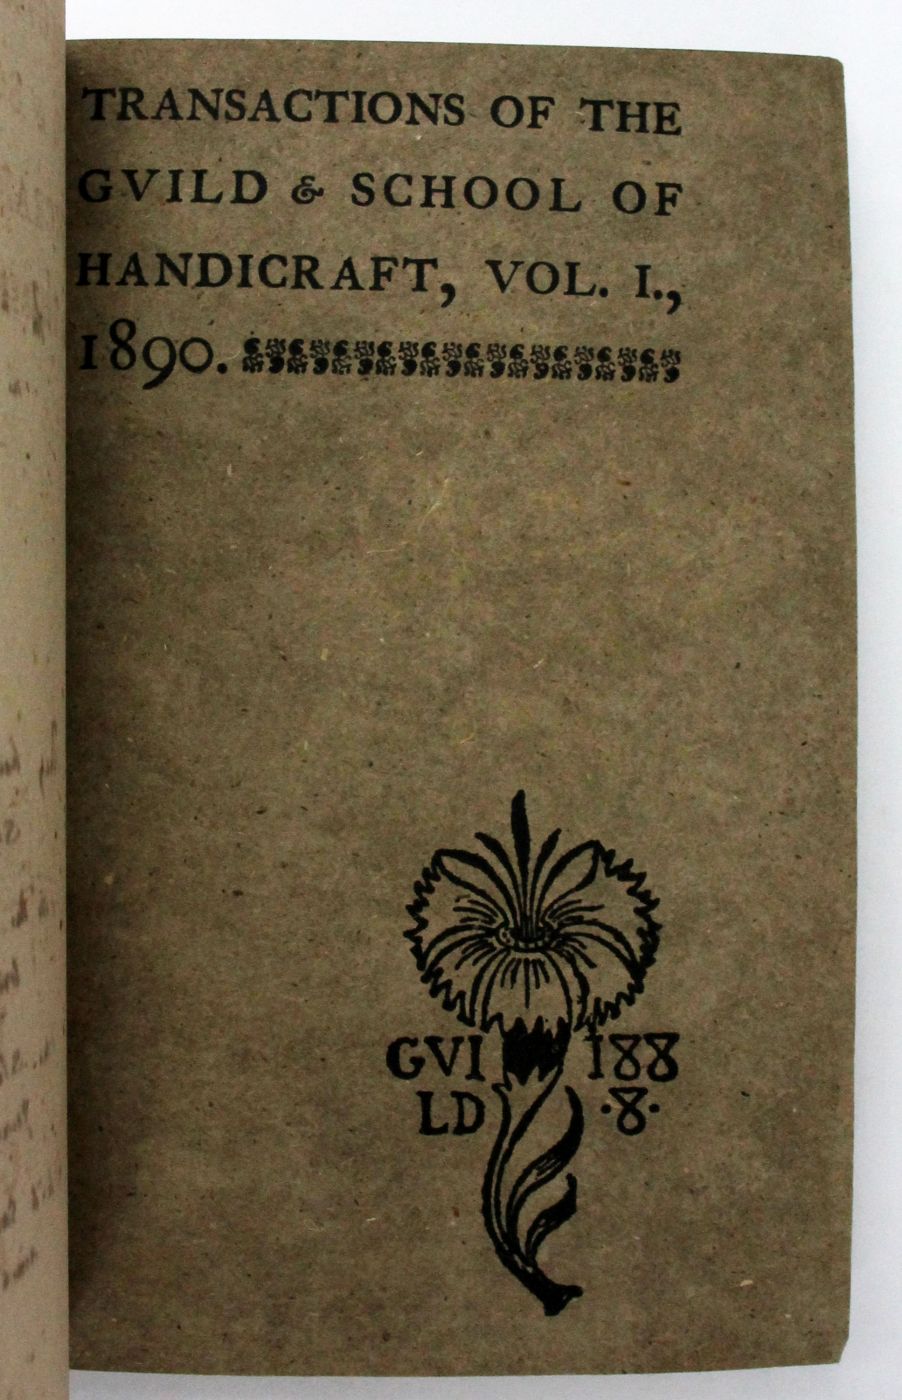 TRANSACTIONS OF THE
GVILD & SCHOOL OF
HANDICRAFT, VOL. I.,
1890.
GVI 188
LD ·8·